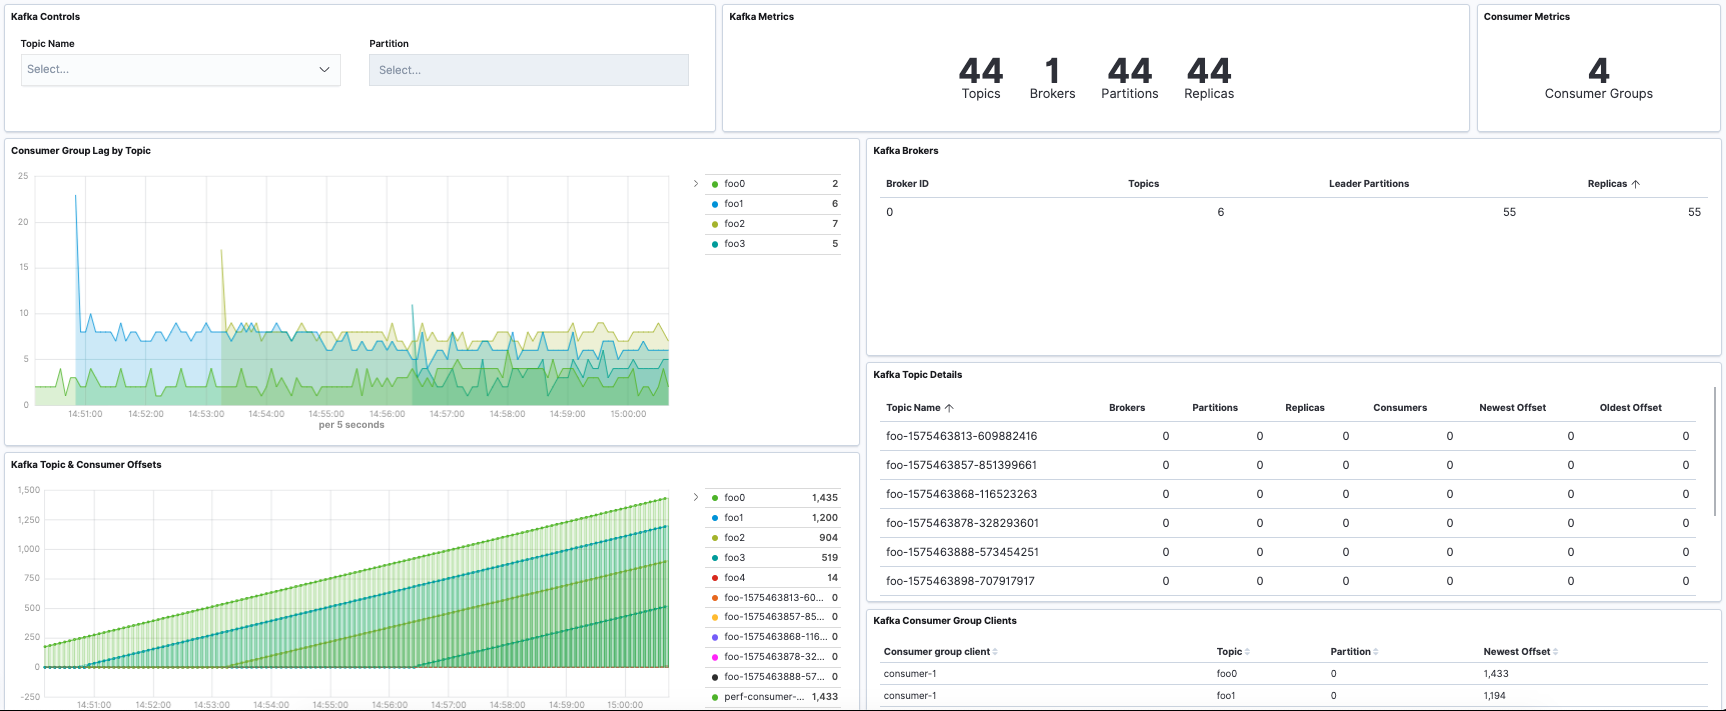 Kafka Controls
Topic Name
Partition
Select...
Select...
Kafka Metrics
44 1 44 44
Topics Brokers Partitions Replicas
Consumer Metrics
4
Consumer Groups
Consumer Group Lag by Topic
25
20
15
10
5
0
14:51:00 14:52:00 14:53:00 14:54:00 14:55:00 14:56:00 14:57:00 14:58:00 14:59:00 15:00:00
per 5 seconds
foo0 2
foo1 6
foo2 7
foo3 5
Kafka Brokers
Broker ID Topics Leader Partitions Replicas
0 6 55 55
Kafka Topic Details
Topic Name Brokers Partitions Replicas Consumers Newest Offset Oldest Offset
foo-1575463813-609882416 0 0 0 0 0 0
foo-1575463857-851399661 0 0 0 0 0 0
foo-1575463868-116523263 0 0 0 0 0 0
foo-1575463878-328293601 0 0 0 0 0 0
foo-1575463888-573454251 0 0 0 0 0 0
foo-1575463898-707917917 0 0 0 0 0 0
Kafka Topic & Consumer Offsets
1,500
1,250
1,000
750
500
250
0
-250
14:51:00 14:52:00 14:53:00 14:54:00 14:55:00 14:56:00 14:57:00 14:58:00 14:59:00 15:00:00
foo0 1,435
foo1 1,200
foo2 904
foo3 519
foo4 14
foo-1575463813-60... 0
foo-1575463857-85... 0
foo-1575463868-116... 0
foo-1575463878-32... 0
foo-1575463888-57... 0
perf-consumer-... 1,433
Kafka Consumer Group Clients
Consumer group client Topic Partition Newest Offset
consumer-1 foo0 0 1,433
consumer-1 foo1 0 1,194